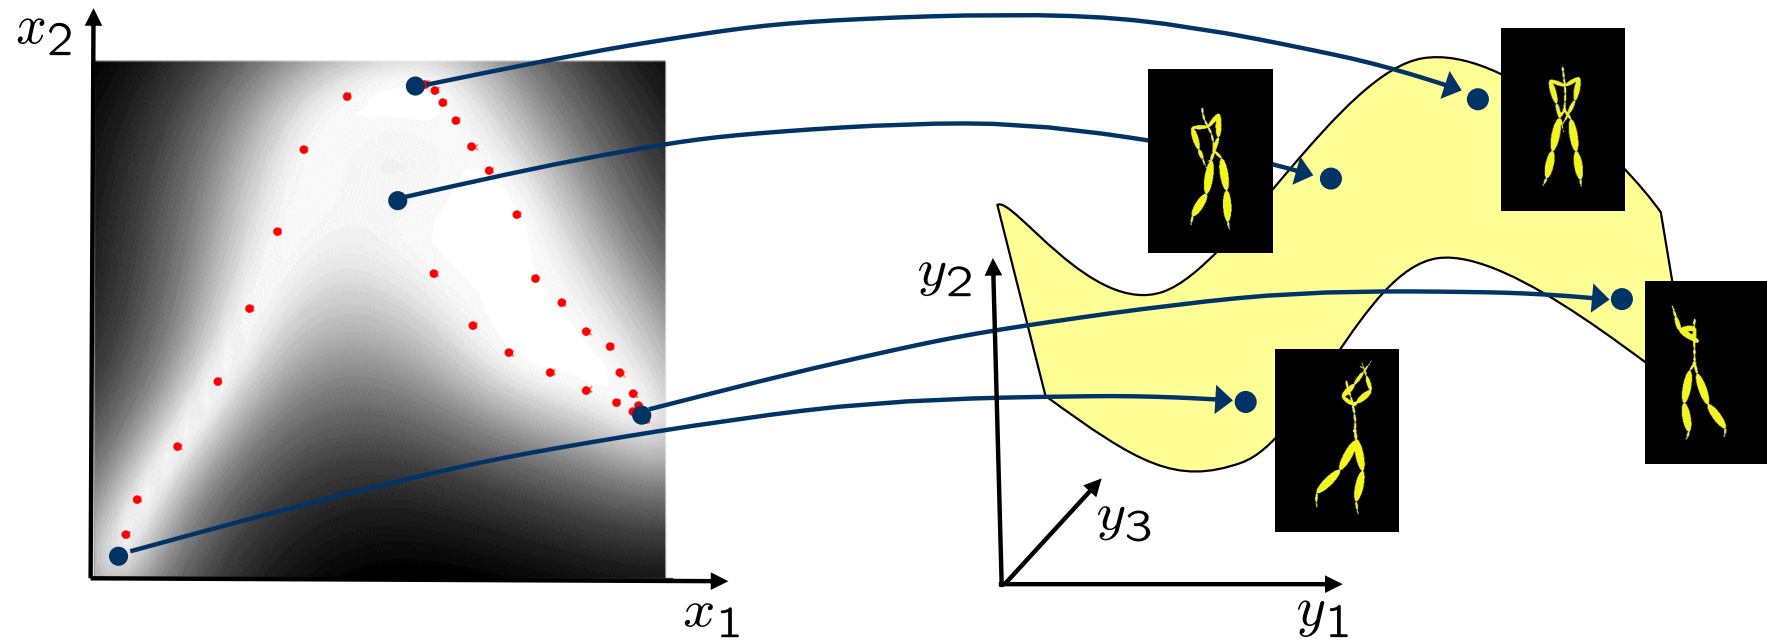 x₂
x₁
y₂
y₃
y₁